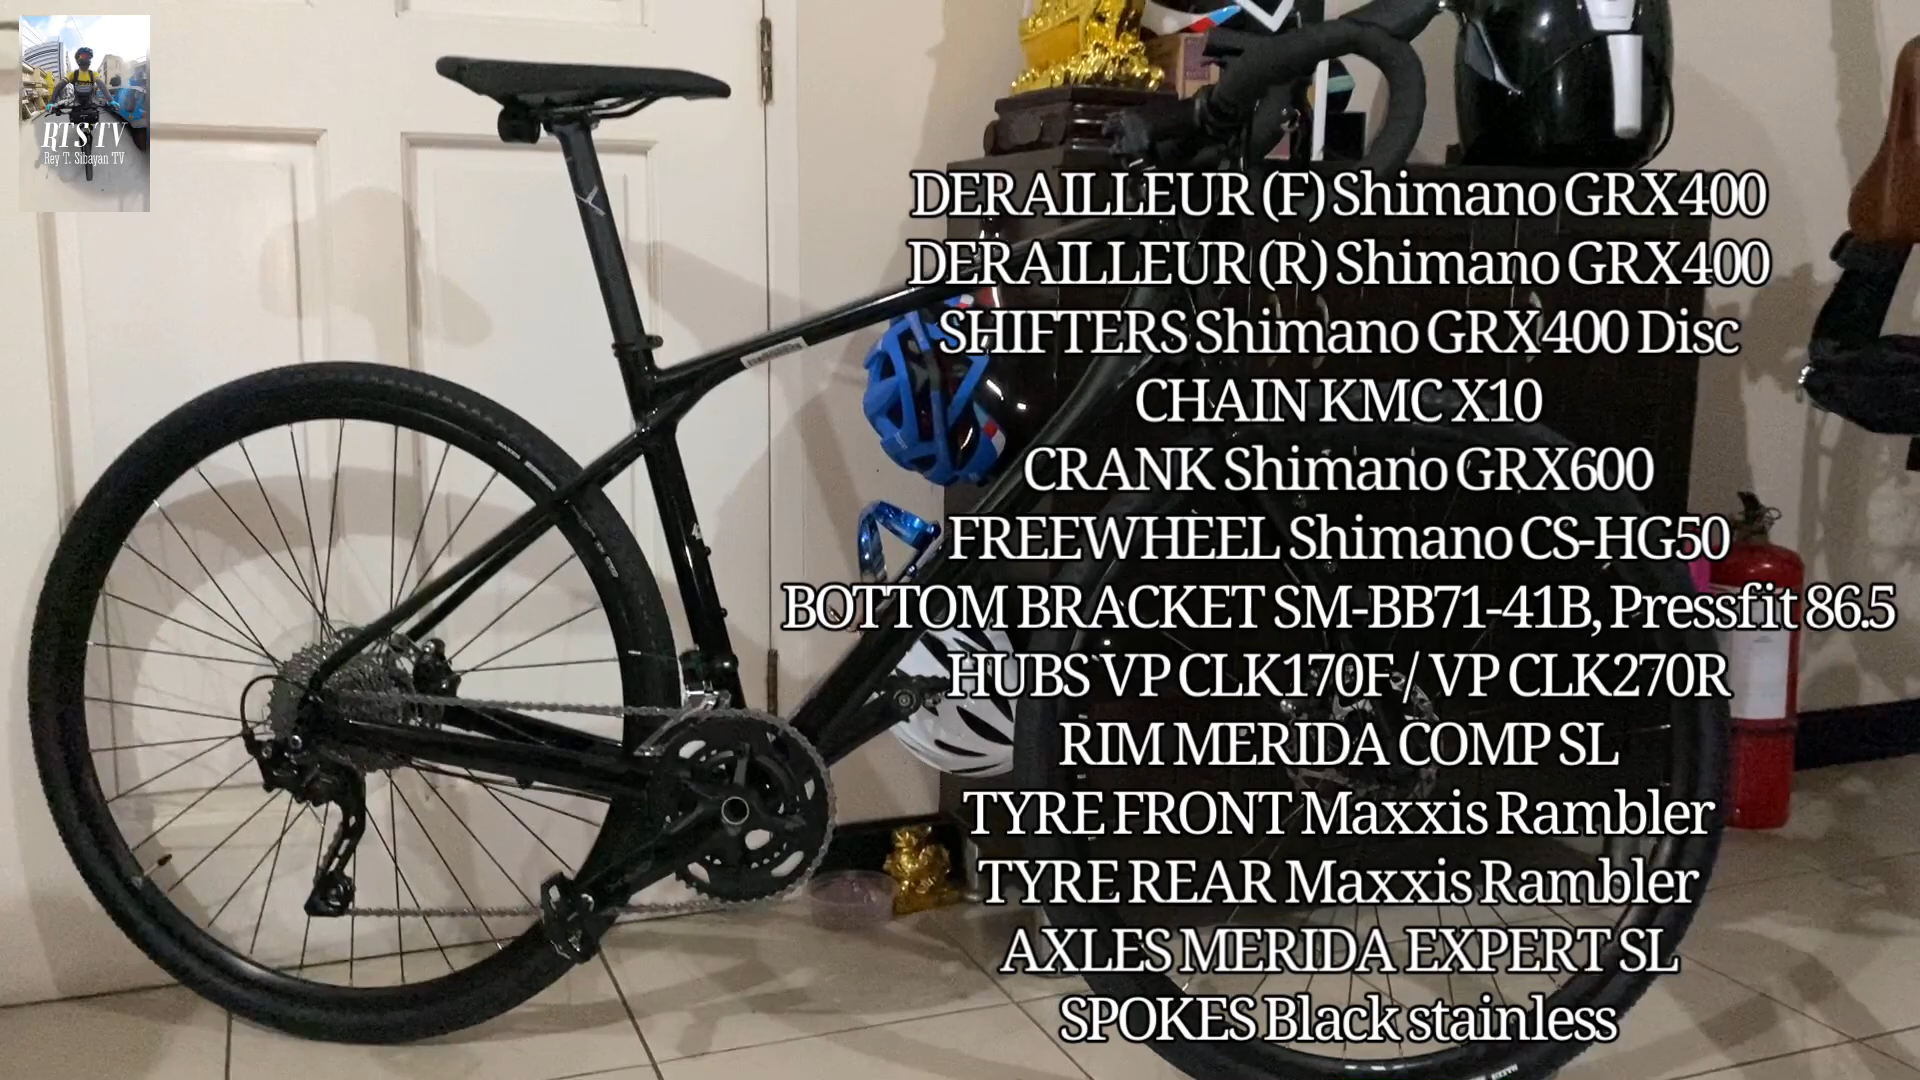 RTS TV
Rey T. Sibayan TV
DERAILLEUR (F) Shimano GRX400
DERAILLEUR (R) Shimano GRX400
SHIFTERS Shimano GRX400 Disc
CHAIN KMC X10
CRANK Shimano GRX600
FREEWHEEL Shimano CS-HG50
BOTTOM BRACKET SM-BB71-41B, Pressfit 86.5
HUBS VP CLK170F / VP CLK270R
RIM MERIDA COMP SL
TYRE FRONT Maxxis Rambler
TYRE REAR Maxxis Rambler
AXLES MERIDA EXPERT SL
SPOKES Black stainless